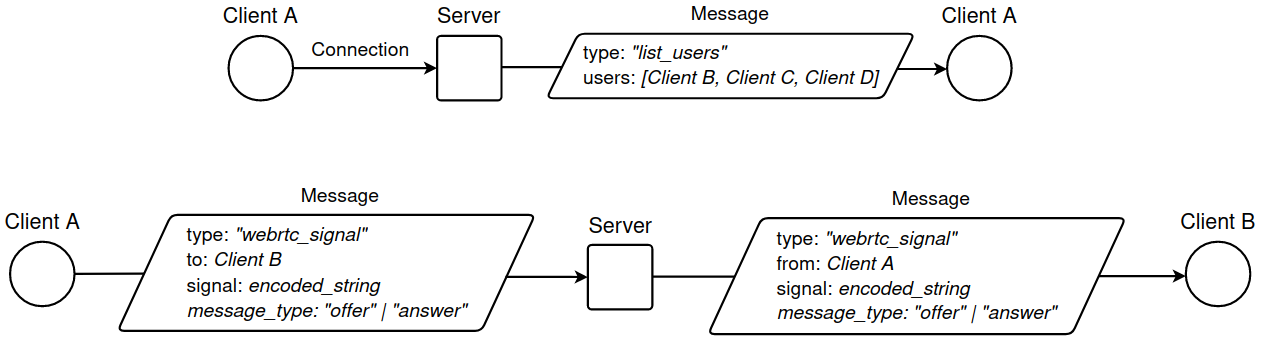 Client A
Server
Message
Client A
Connection
type: "list_users"
users: [Client B, Client C, Client D]
Client A
Message
type: "webrtc_signal"
to: Client B
signal: encoded_string
message_type: "offer" | "answer"
Server
Message
type: "webrtc_signal"
from: Client A
signal: encoded_string
message_type: "offer" | "answer"
Client B